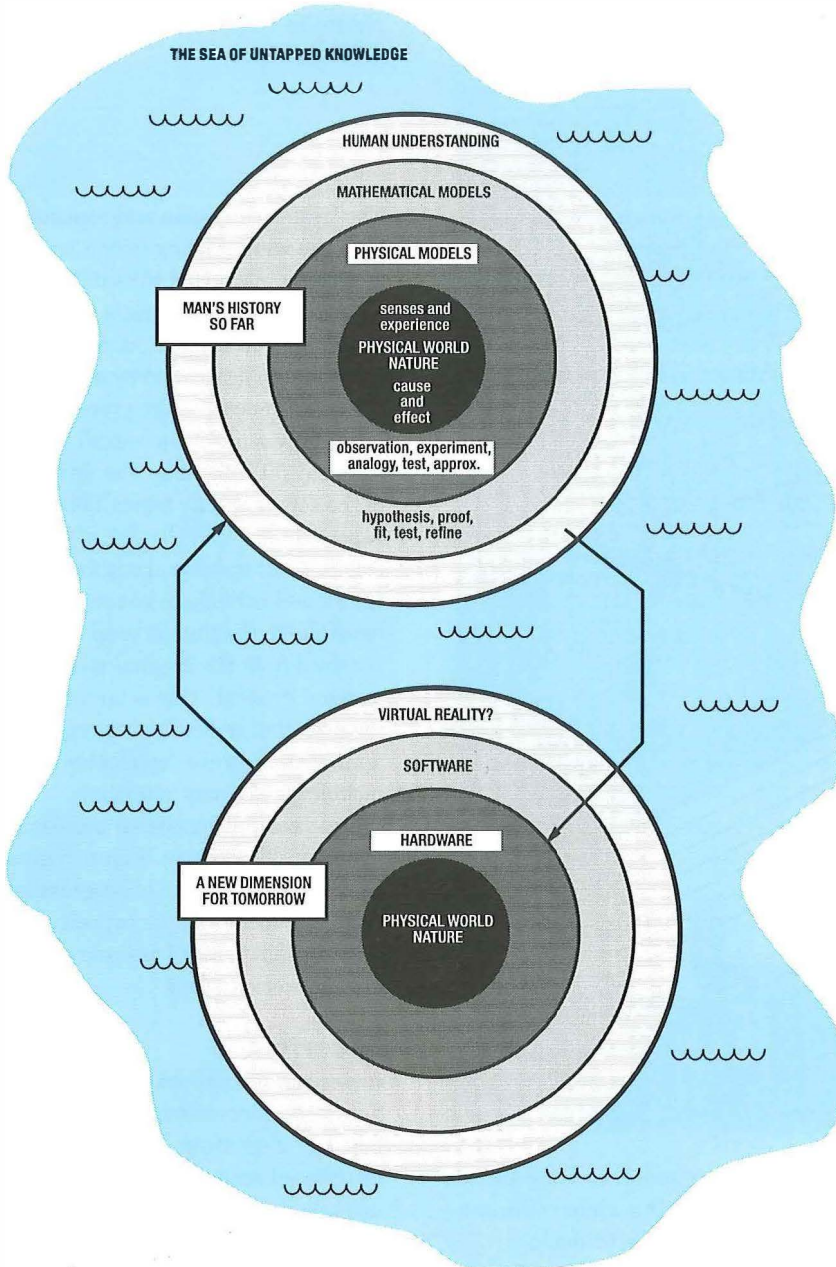 THE SEA OF UNTAPPED KNOWLEDGE
HUMAN UNDERSTANDING
MATHEMATICAL MODELS
PHYSICAL MODELS
MAN'S HISTORY
SO FAR
senses and
experience
PHYSICAL WORLD
NATURE
cause
and
effect
observation, experiment,
analogy, test, approx.
hypothesis, proof,
fit, test, refine
VIRTUAL REALITY?
SOFTWARE
HARDWARE
A NEW DIMENSION
FOR TOMORROW
PHYSICAL WORLD
NATURE